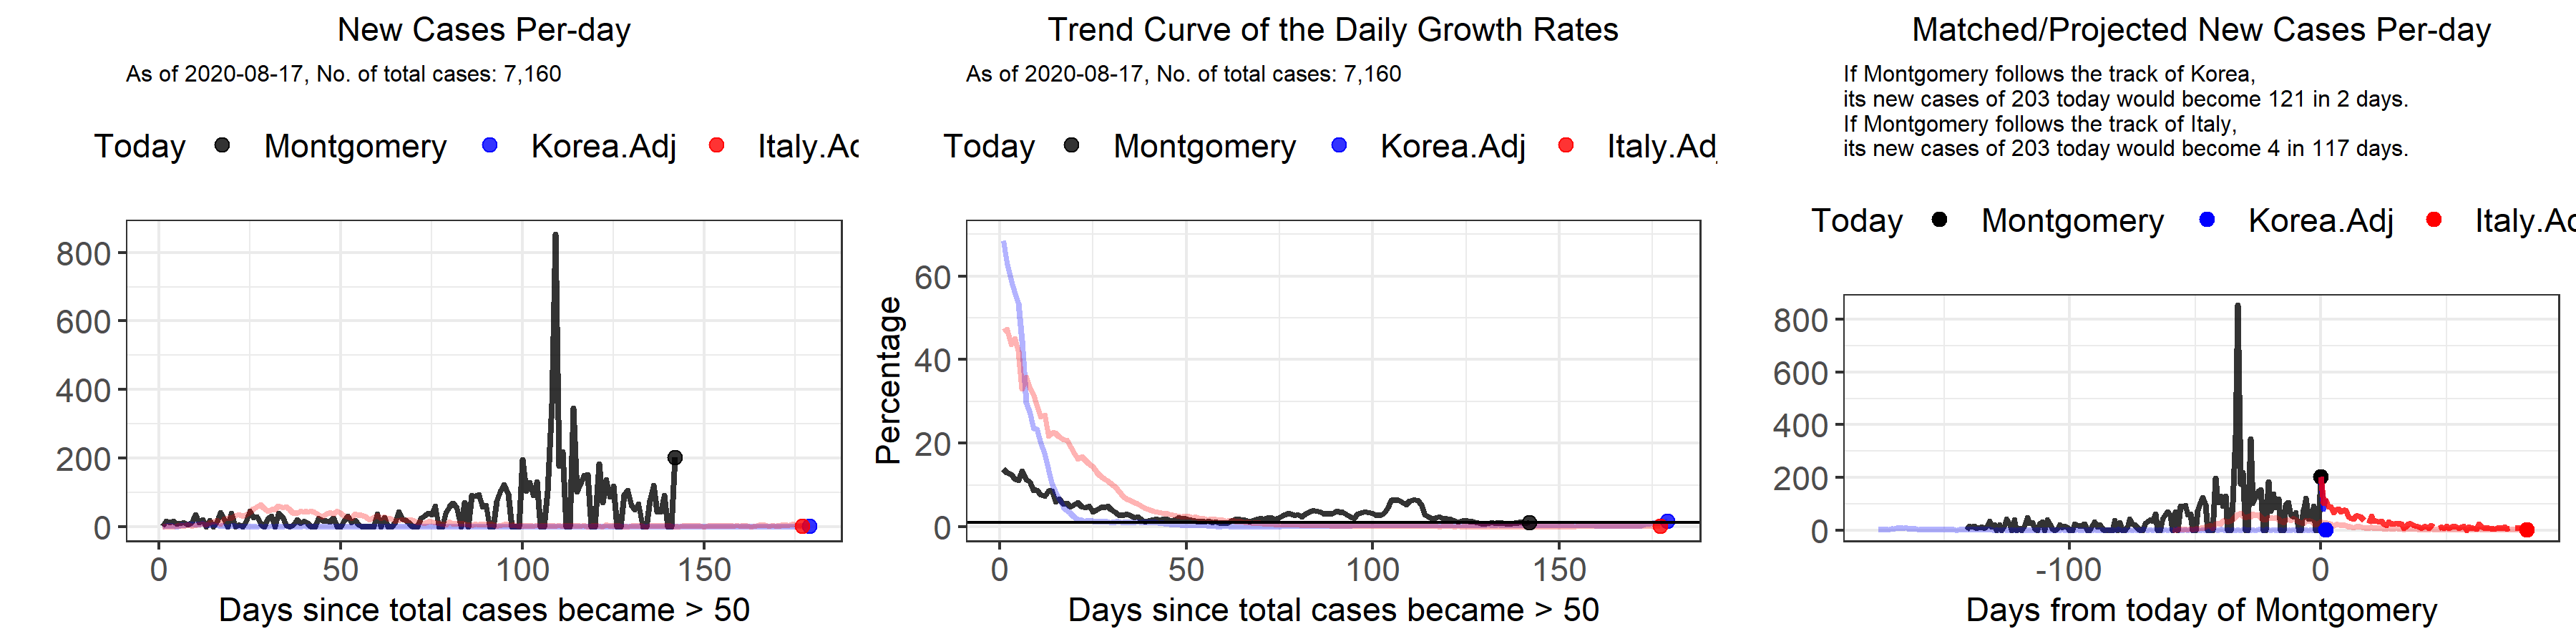 New Cases Per-day
As of 2020-08-17, No. of total cases: 7,160
Today Montgomery Korea.Adj Italy.Ac
800
600
400
200
0
0 50 100 150
Days since total cases became > 50
Trend Curve of the Daily Growth Rates
As of 2020-08-17, No. of total cases: 7,160
Today Montgomery Korea.Adj Italy.Adj
Percentage
60
40
20
0
0 50 100 150
Days since total cases became > 50
Matched/Projected New Cases Per-day
If Montgomery follows the track of Korea,
its new cases of 203 today would become 121 in 2 days.
If Montgomery follows the track of Italy,
its new cases of 203 today would become 4 in 117 days.
Today Montgomery Korea.Adj Italy.Ac
800
600
400
200
0
-100 0
Days from today of Montgomery